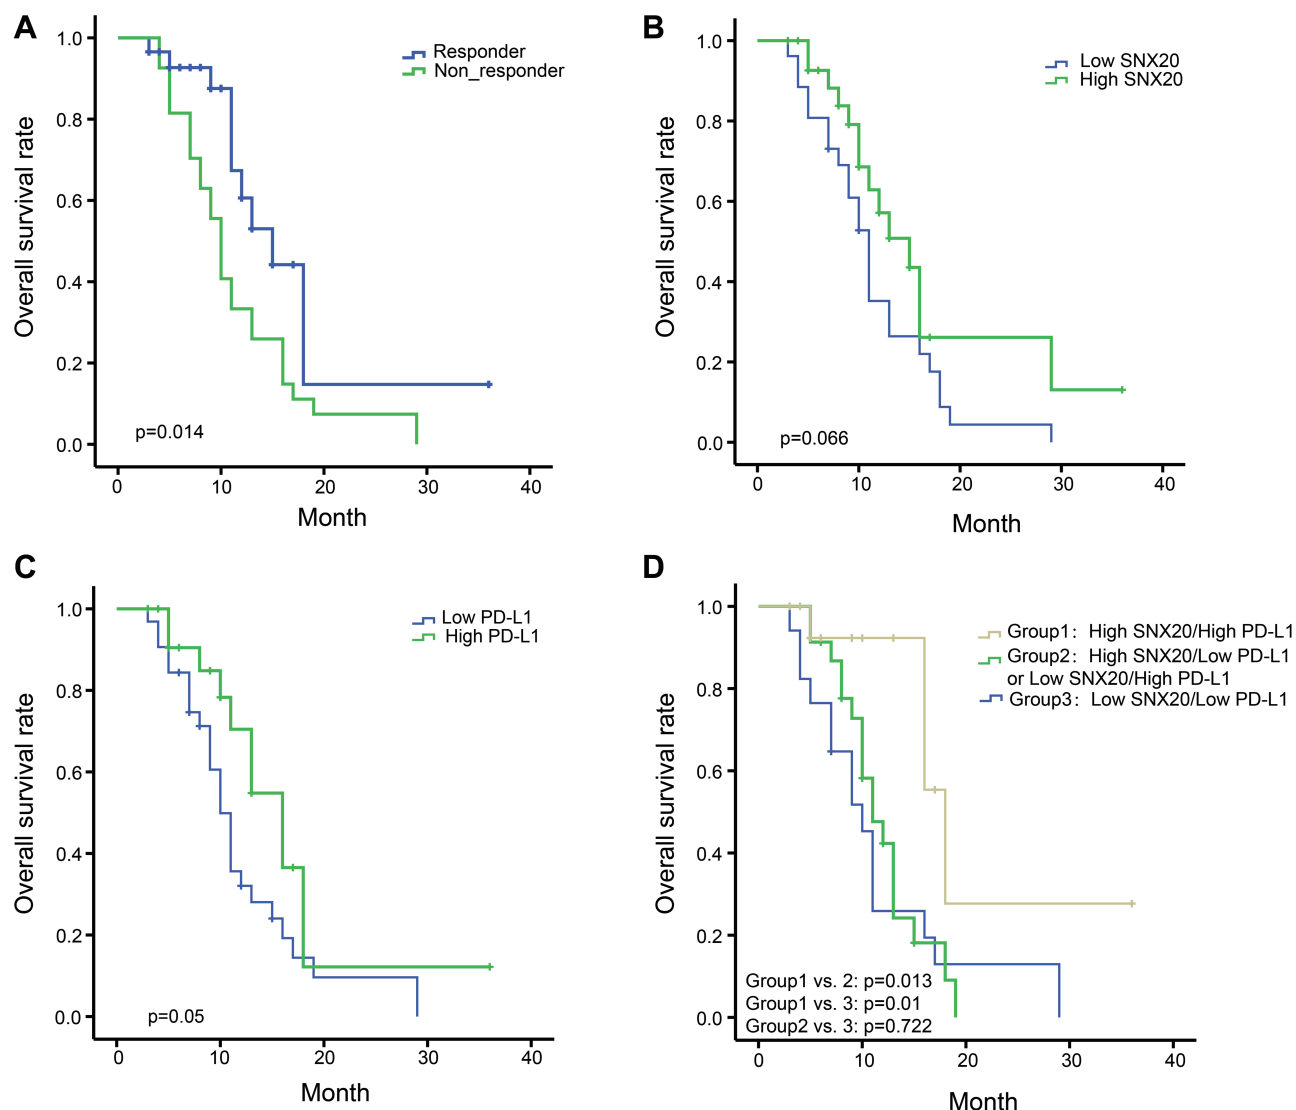 A
Responder
Non_responder
Overall survival rate
1.0
0.8
0.6
0.4
0.2
0.0
p=0.014
0 10 20 30 40
Month
B
Low SNX20
High SNX20
Overall survival rate
1.0
0.8
0.6
0.4
0.2
0.0
p=0.066
0 10 20 30 40
Month
C
Low PD-L1
High PD-L1
Overall survival rate
1.0
0.8
0.6
0.4
0.2
0.0
p=0.05
0 10 20 30 40
Month
D
Group1: High SNX20/High PD-L1
Group2: High SNX20/Low PD-L1
or Low SNX20/High PD-L1
Group3: Low SNX20/Low PD-L1
Overall survival rate
1.0
0.8
0.6
0.4
0.2
0.0
Group1 vs. 2: p=0.013
Group1 vs. 3: p=0.01
Group2 vs. 3: p=0.722
0 10 20 30 40
Month